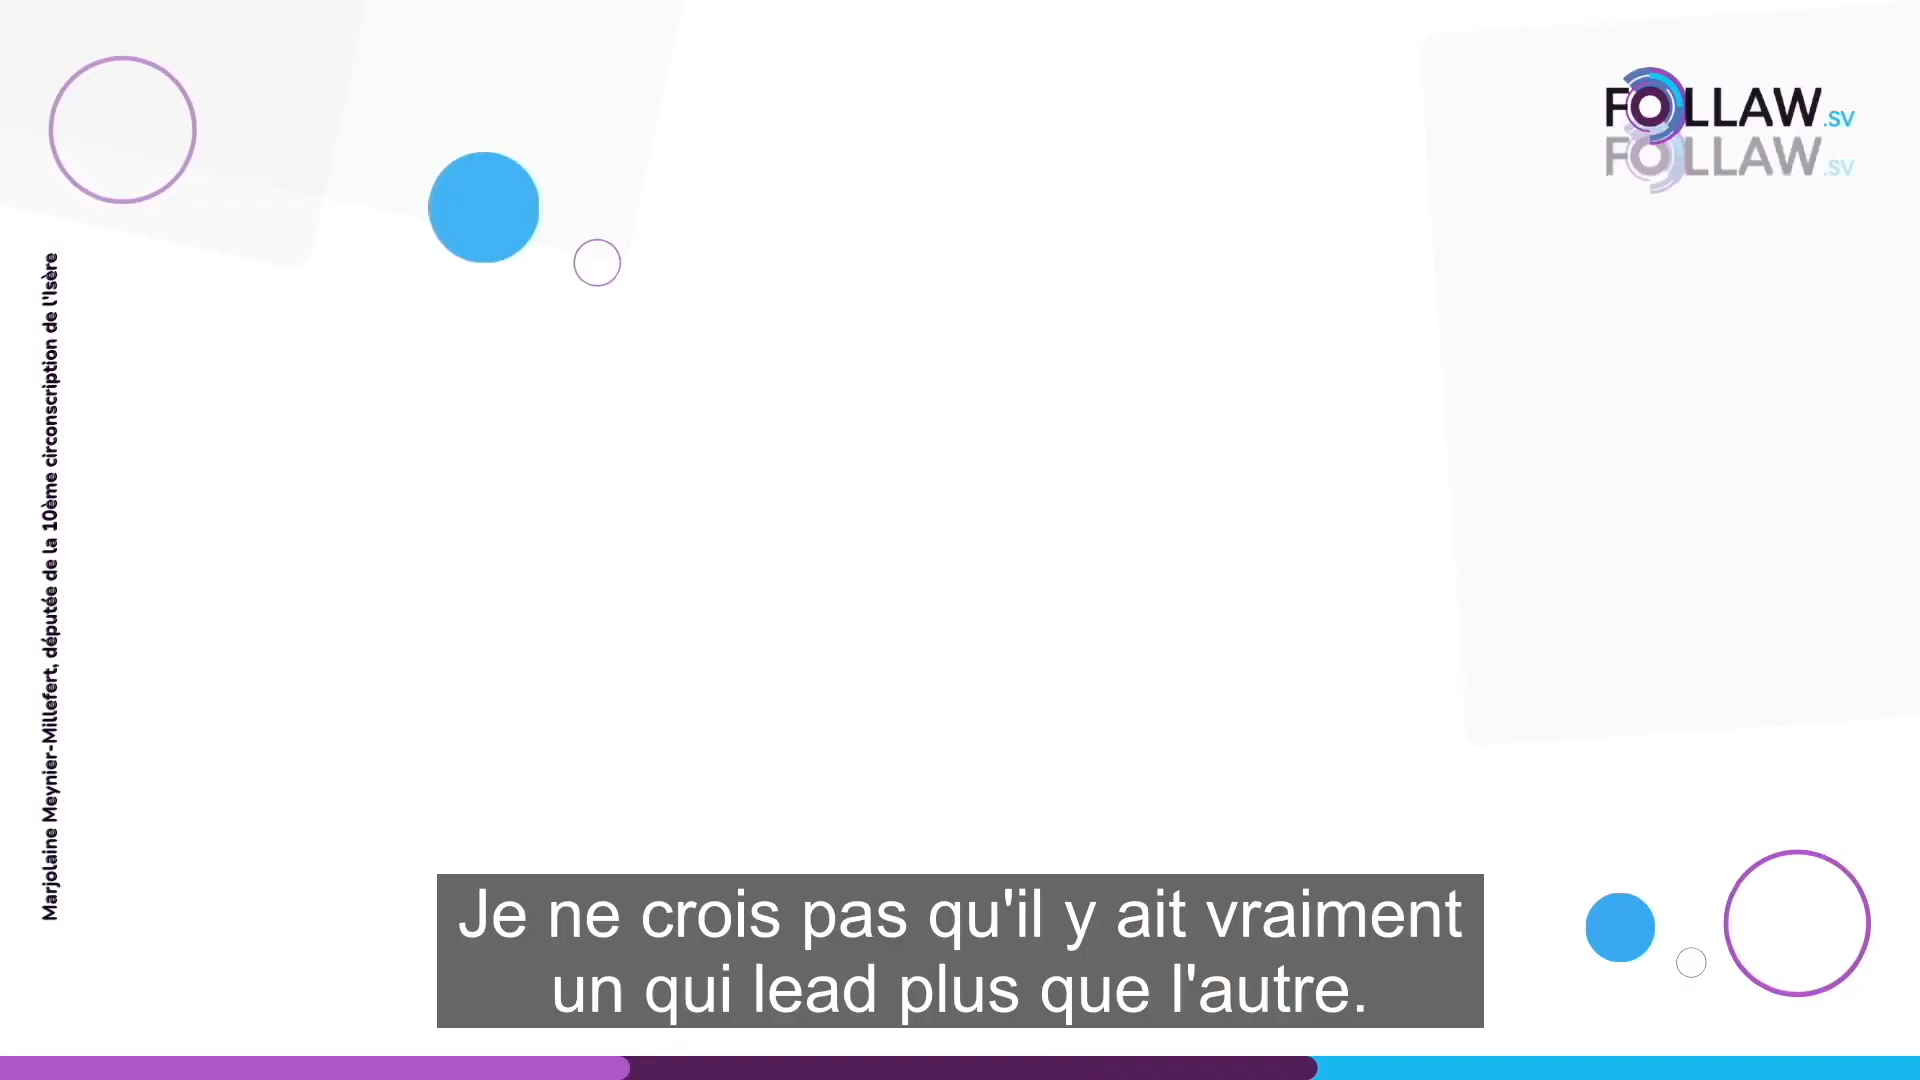 FOLLAW.SV
FOLLAW.SV
Marjolaine Meynier-Millefert, députée de la 10ème circonscription de l'Isère
Je ne crois pas qu'il y ait vraiment
un qui lead plus que l'autre.